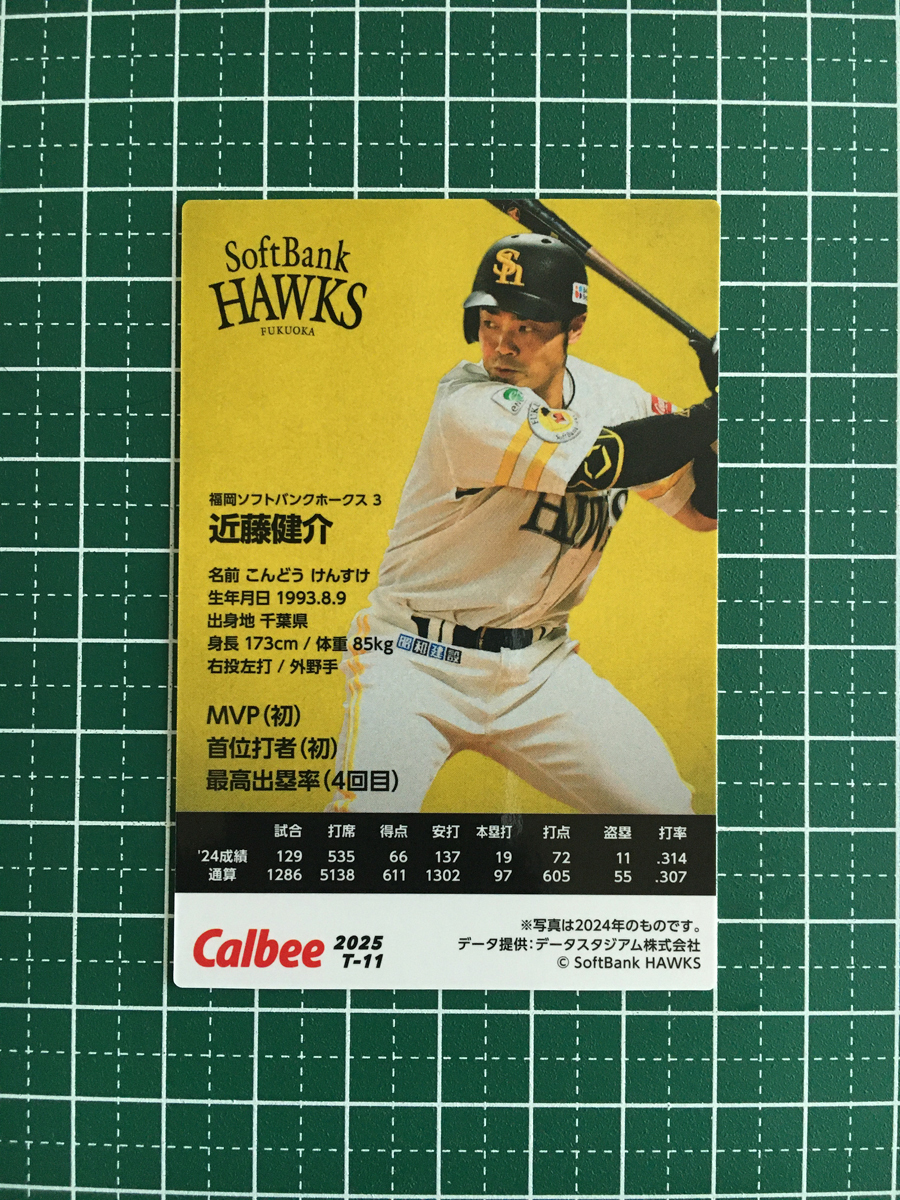 SoftBank
HAWKS
FUKUOKA
Sh
HAWKS
福岡ソフトバンクホークス 3
近藤健介
名前 こんどう けんすけ
生年月日 1993.8.9
出身地 千葉県
身長 173cm / 体重 85kg
右投左打 / 外野手
MVP(初)
首位打者(初)
最高出塁率(4回目)
試合 打席 得点 安打 本塁打 打点 盗塁 打率
'24成績 129 535 66 137 19 72 11 .314
通算 1286 5138 611 1302 97 605 55 .307
Calbee 2025
T-11
※写真は2024年のものです。
データ提供:データスタジアム株式会社
© SoftBank HAWKS